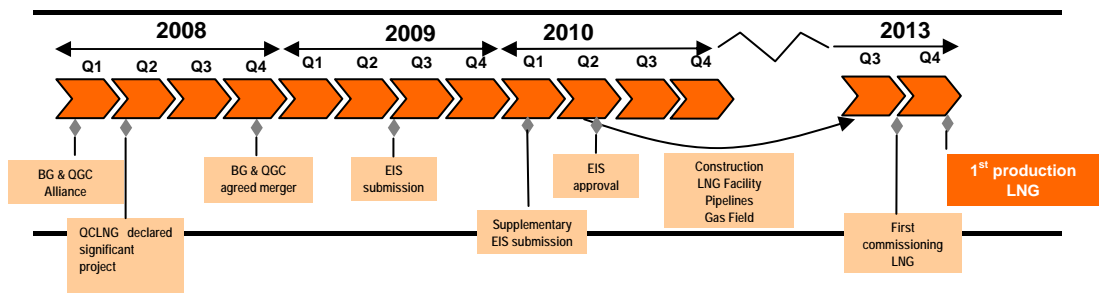 2008
2009
2010
2013
Q1 Q2 Q3 Q4 Q1 Q2 Q3 Q4 Q1 Q2 Q3 Q4 Q3 Q4
BG & QGC
Alliance
QCLNG declared
significant
project
BG & QGC
agreed merger
EIS
submission
Supplementary
EIS submission
EIS
approval
Construction
LNG Facility
Pipelines
Gas Field
First
commissioning
LNG
1st production
LNG